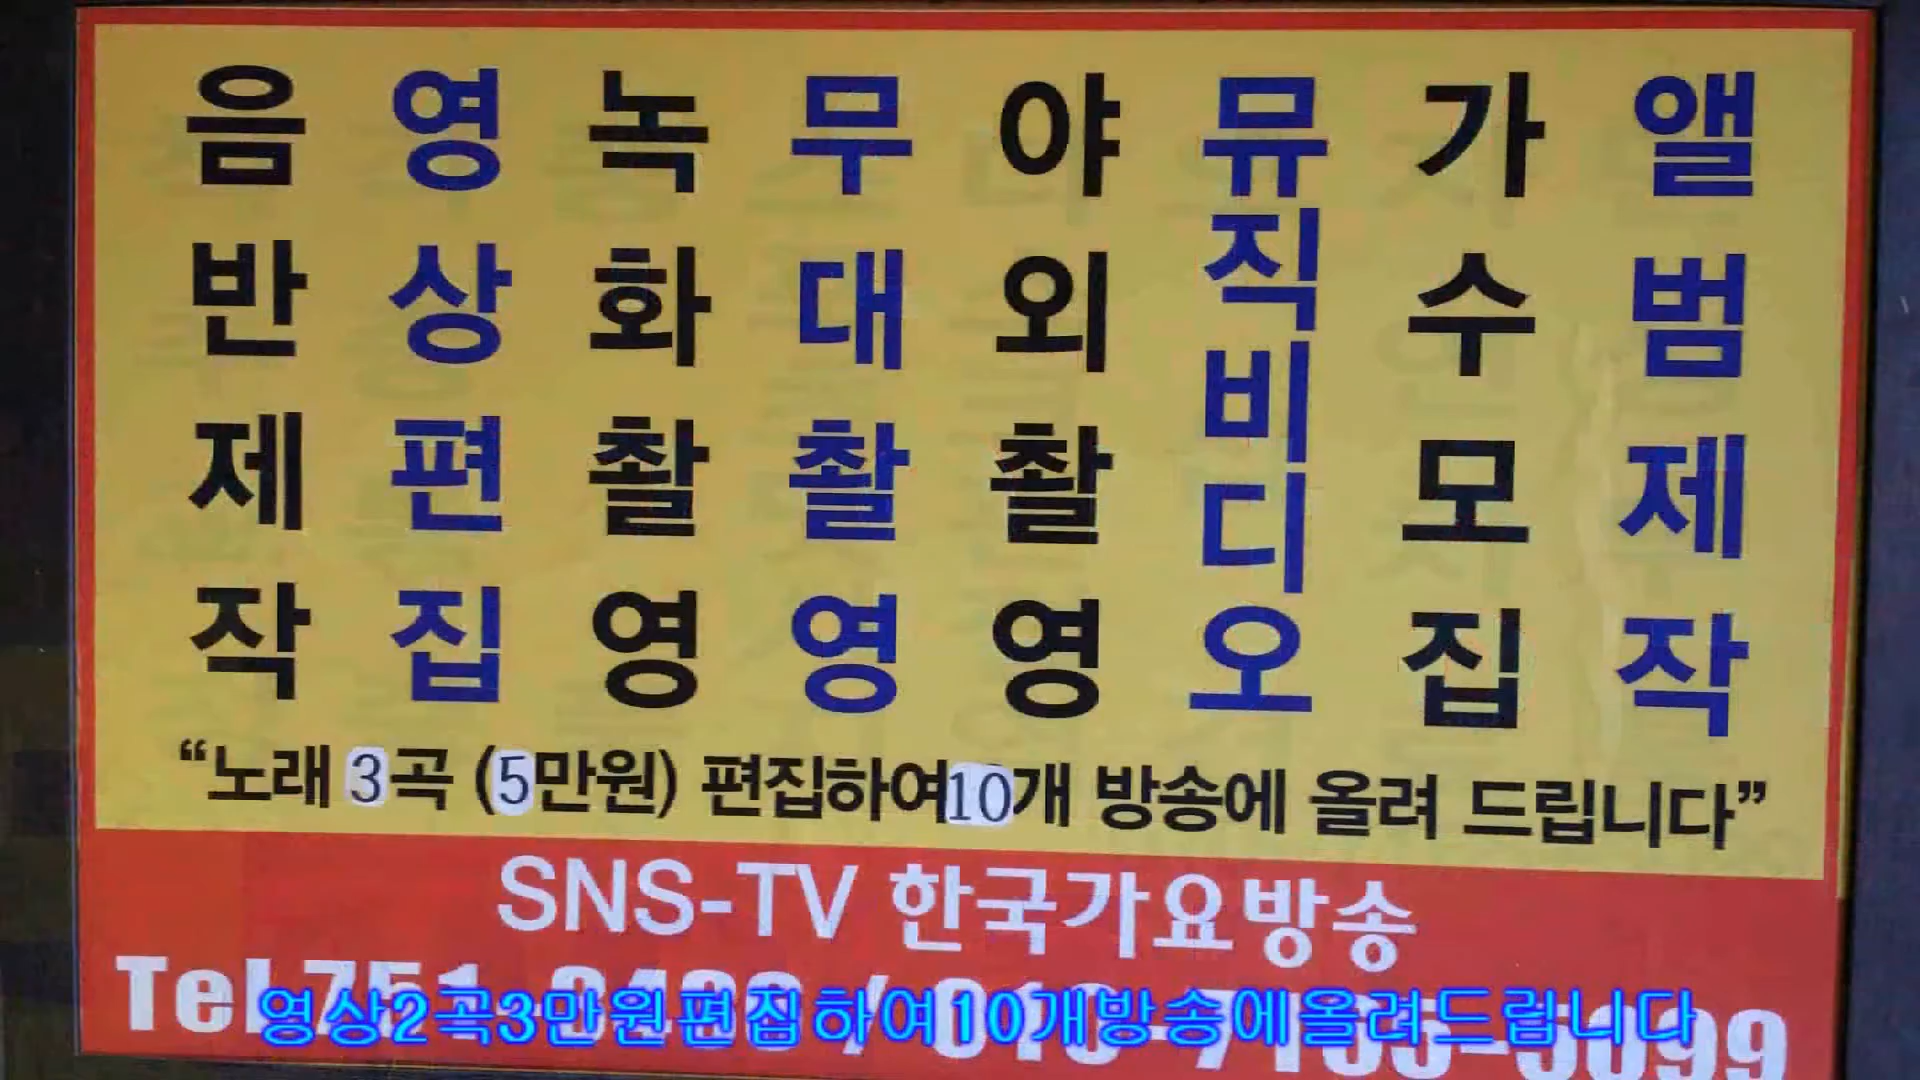 음반제작
영상편집
녹화촬영
무대촬영
야외촬영
뮤직비디오
가수모집
앨범제작
“노래 3곡 (5만원) 편집하여 10개 방송에 올려 드립니다”
SNS-TV 한국가요방송
Tel
영상2곡3만원편집하여10개방송에올려드립니다